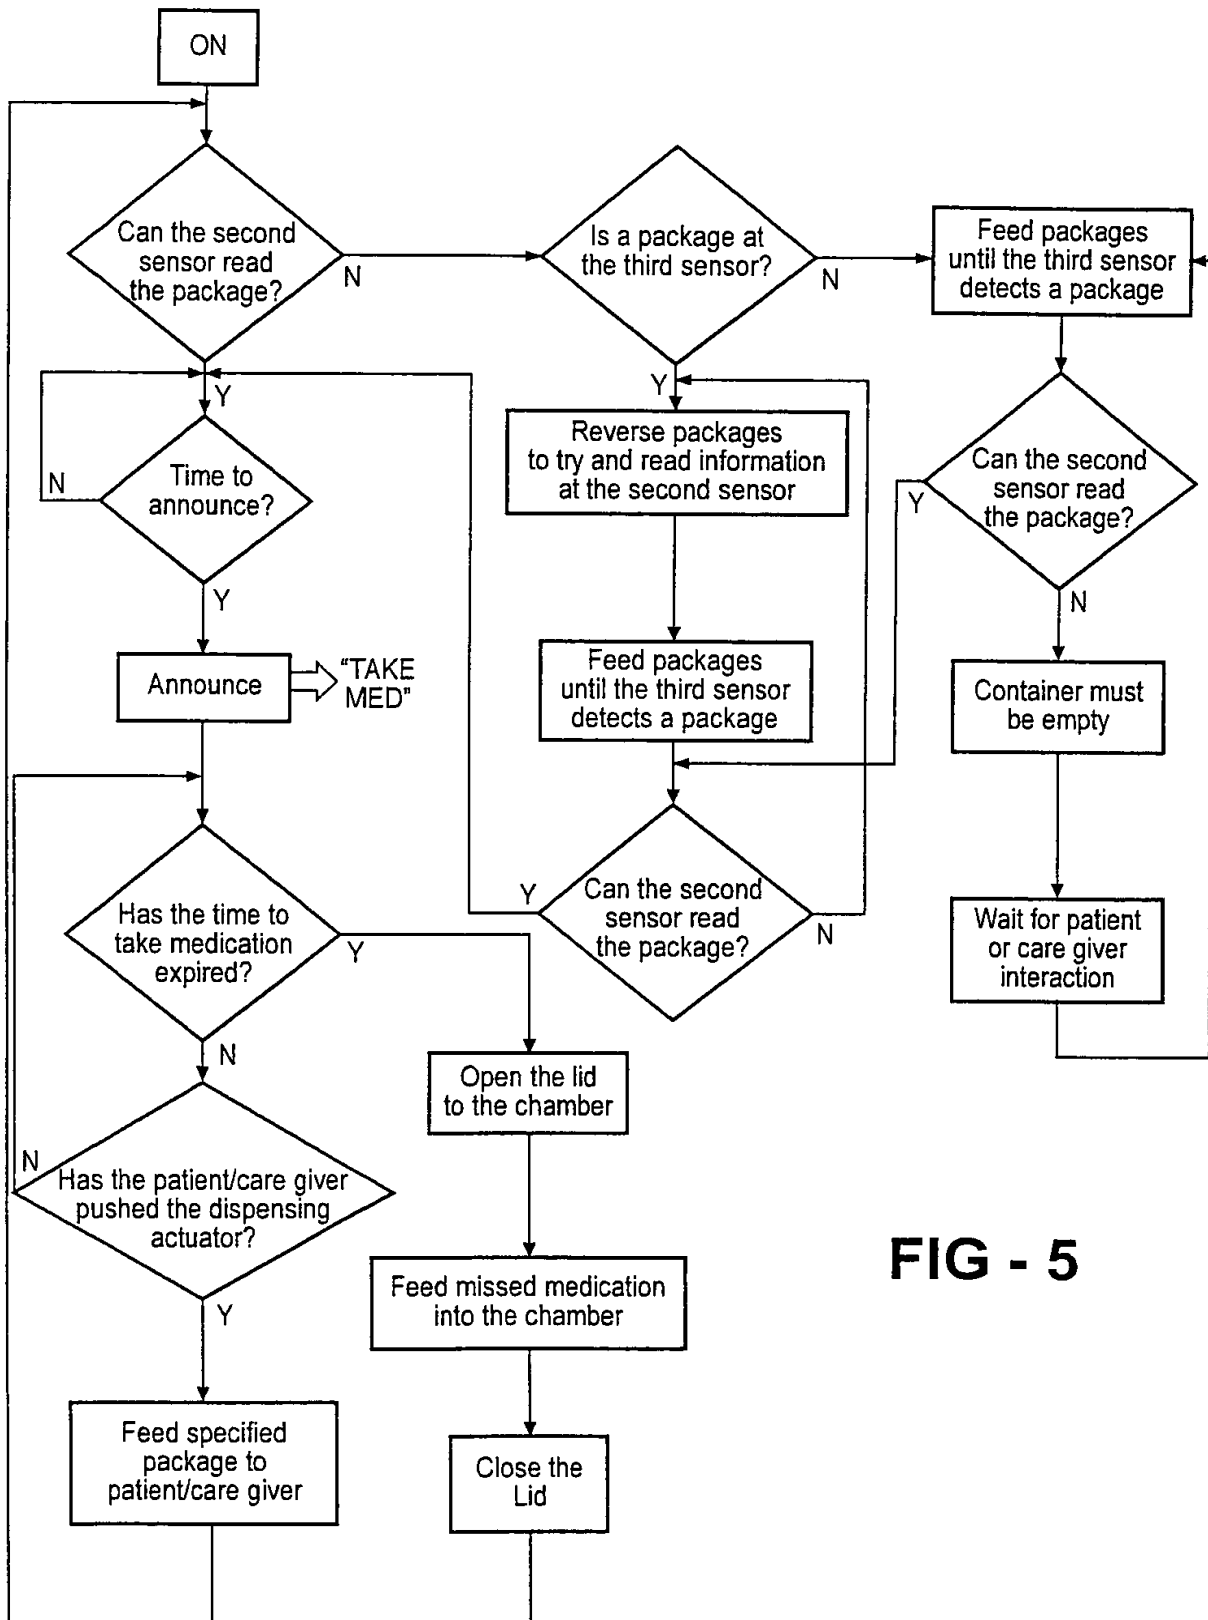 ON
Can the second
sensor read
the package?
N
Y
Is a package at
the third sensor?
N
Y
Feed packages
until the third sensor
detects a package
Time to
announce?
N
Y
Reverse packages
to try and read information
at the second sensor
Can the second
sensor read
the package?
Y
N
Announce
"TAKE
MED"
Feed packages
until the third sensor
detects a package
Container must
be empty
Has the time to
take medication
expired?
Y
N
Can the second
sensor read
the package?
Y
N
Wait for patient
or care giver
interaction
Open the lid
to the chamber
Has the patient/care giver
pushed the dispensing
actuator?
N
Y
Feed missed medication
into the chamber
FIG - 5
Feed specified
package to
patient/care giver
Close the
Lid